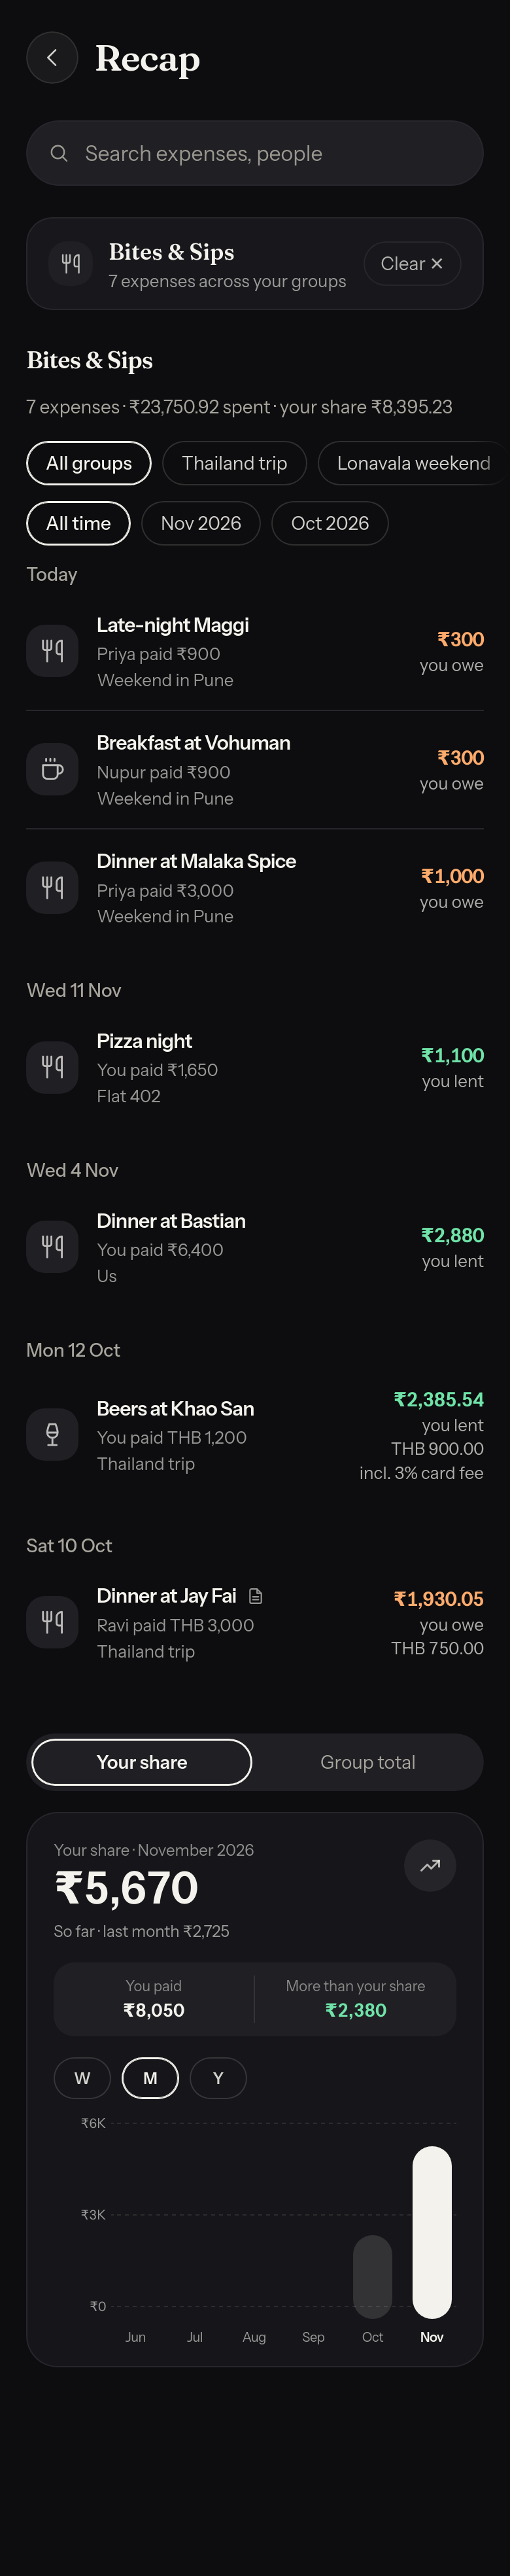 Recap
Search expenses, people
Bites & Sips
7 expenses across your groups
Clear ✕
Bites & Sips
7 expenses · ₹23,750.92 spent · your share ₹8,395.23
All groups
Thailand trip
Lonavala weekend
All time
Nov 2026
Oct 2026
Today
Late-night Maggi
Priya paid ₹900
Weekend in Pune
₹300
you owe
Breakfast at Vohuman
Nupur paid ₹900
Weekend in Pune
₹300
you owe
Dinner at Malaka Spice
Priya paid ₹3,000
Weekend in Pune
₹1,000
you owe
Wed 11 Nov
Pizza night
You paid ₹1,650
Flat 402
₹1,100
you lent
Wed 4 Nov
Dinner at Bastian
You paid ₹6,400
Us
₹2,880
you lent
Mon 12 Oct
Beers at Khao San
You paid THB 1,200
Thailand trip
₹2,385.54
you lent
THB 900.00
incl. 3% card fee
Sat 10 Oct
Dinner at Jay Fai
Ravi paid THB 3,000
Thailand trip
₹1,930.05
you owe
THB 750.00
Your share
Group total
Your share · November 2026
₹5,670
So far · last month ₹2,725
You paid
₹8,050
More than your share
₹2,380
W
M
Y
₹6K
₹3K
₹0
Jun
Jul
Aug
Sep
Oct
Nov